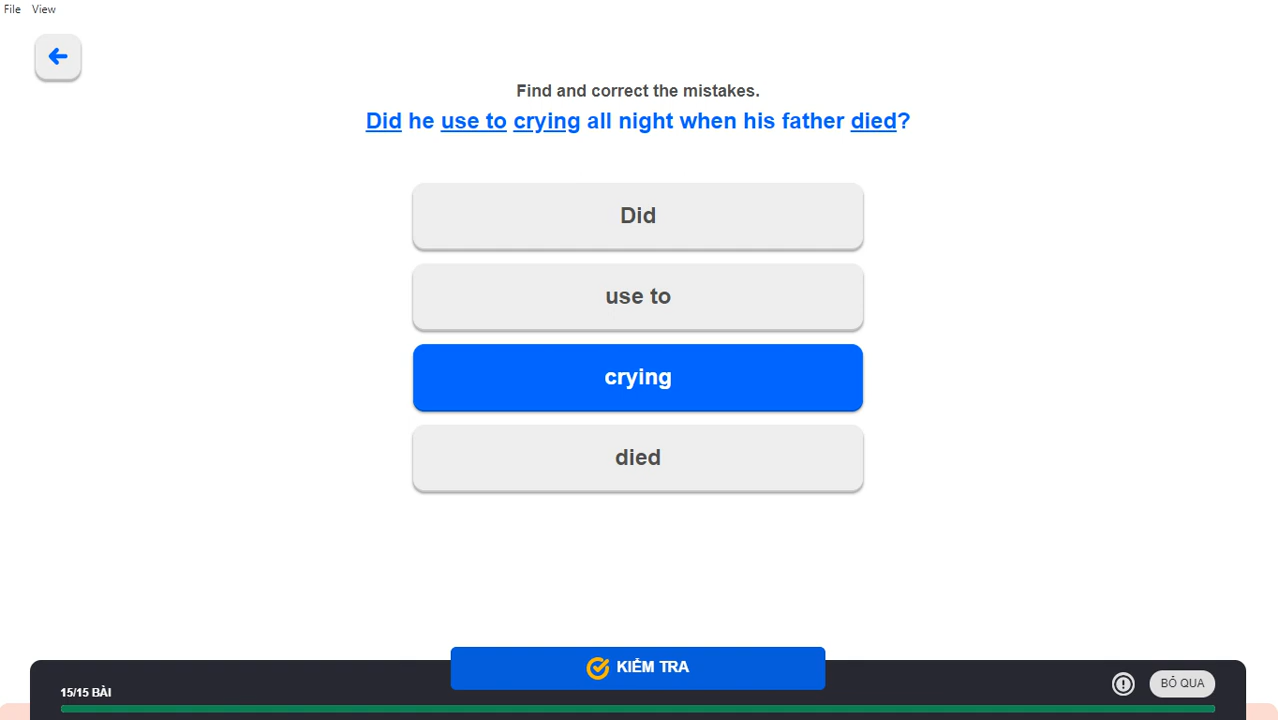 File View
Find and correct the mistakes.
Did he use to crying all night when his father died?
Did
use to
crying
died
KIỂM TRA
15/15 BÀI
BỎ QUA